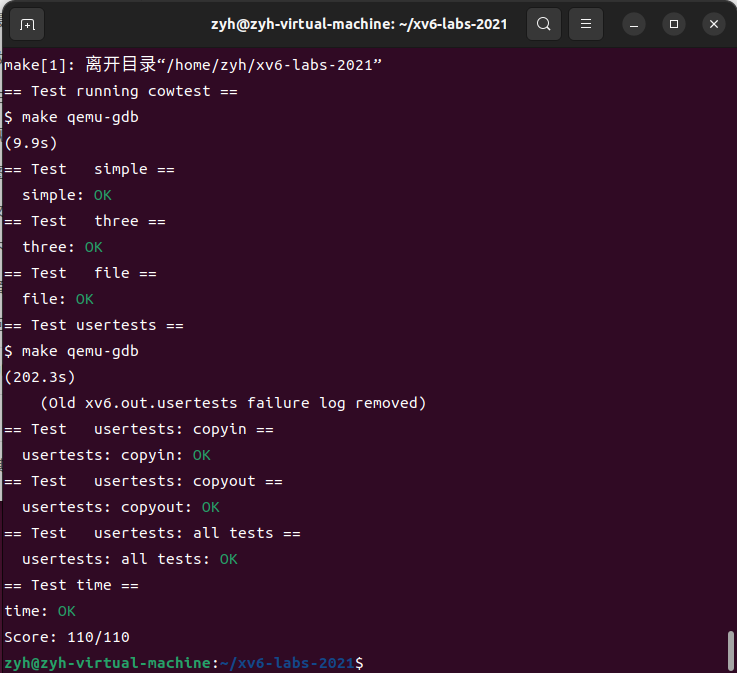 zyh@zyh-virtual-machine: ~/xv6-labs-2021
make[1]: 离开目录“/home/zyh/xv6-labs-2021”
== Test running cowtest ==
$ make qemu-gdb
(9.9s)
== Test   simple ==
  simple: OK
== Test   three ==
  three: OK
== Test   file ==
  file: OK
== Test usertests ==
$ make qemu-gdb
(202.3s)
    (Old xv6.out.usertests failure log removed)
== Test   usertests: copyin ==
  usertests: copyin: OK
== Test   usertests: copyout ==
  usertests: copyout: OK
== Test   usertests: all tests ==
  usertests: all tests: OK
== Test time ==
time: OK
Score: 110/110
zyh@zyh-virtual-machine:~/xv6-labs-2021$